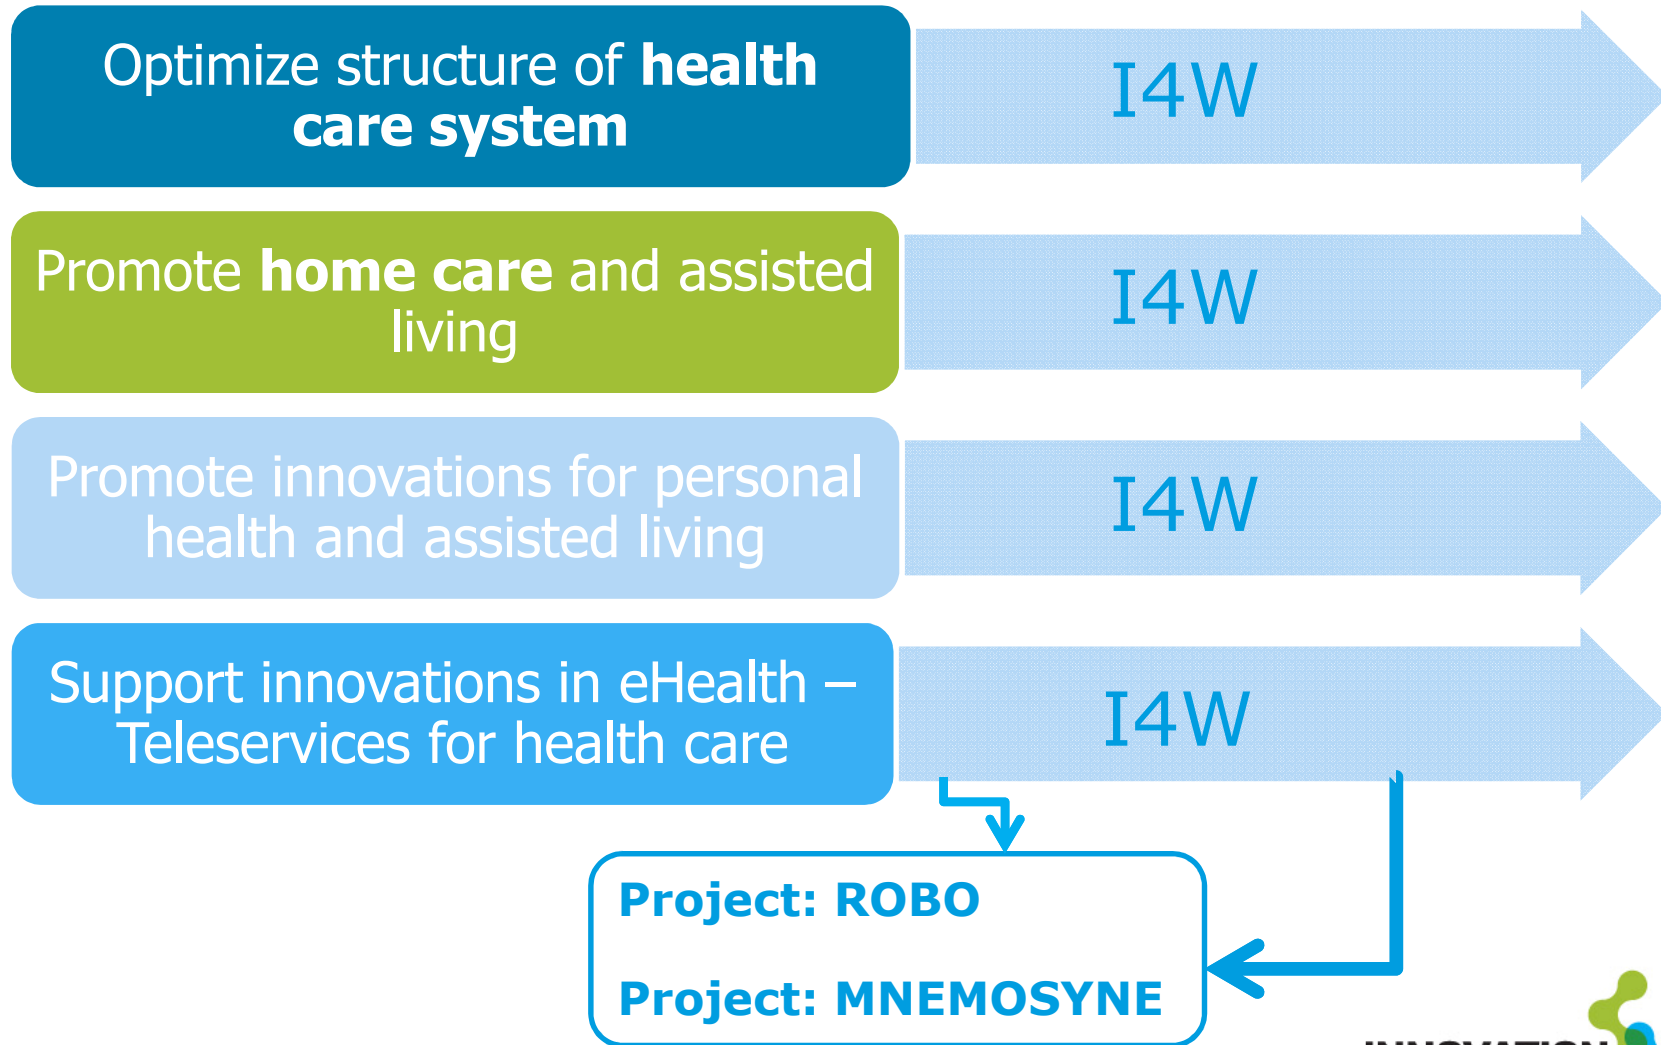 Optimize structure of health
care system
I4W
Promote home care and assisted
living
I4W
Promote innovations for personal
health and assisted living
I4W
Support innovations in eHealth –
Teleservices for health care
I4W
Project: ROBO
Project: MNEMOSYNE
INNOVATION